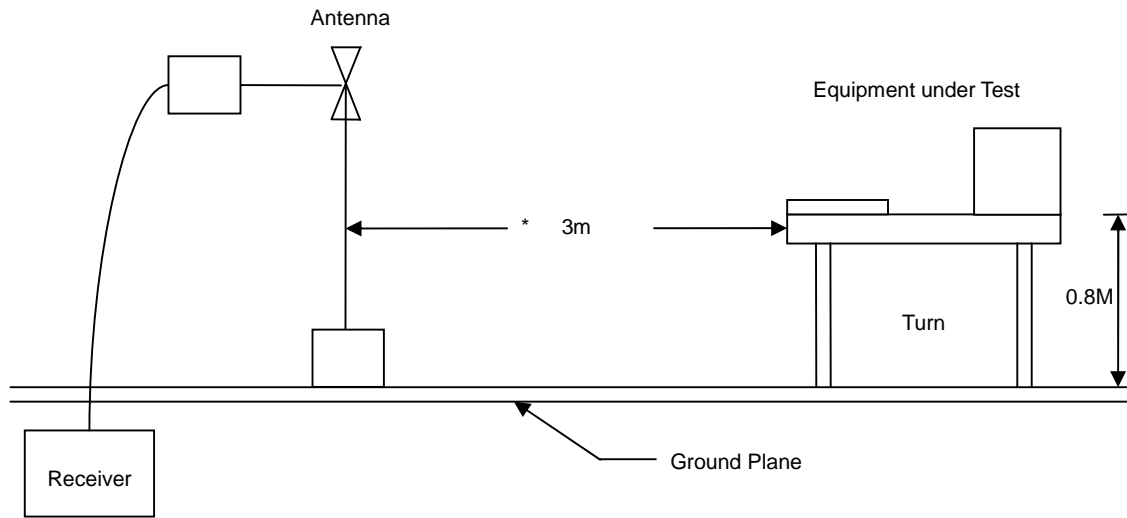 Antenna
Equipment under Test
* 3m
0.8M
Turn
Ground Plane
Receiver